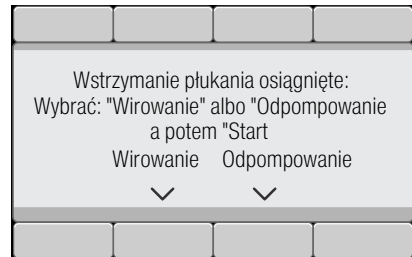 Wstrzymanie płukania osiągnięte:
Wybrać: "Wirowanie" albo "Odpompowanie
a potem "Start
Wirowanie Odpompowanie